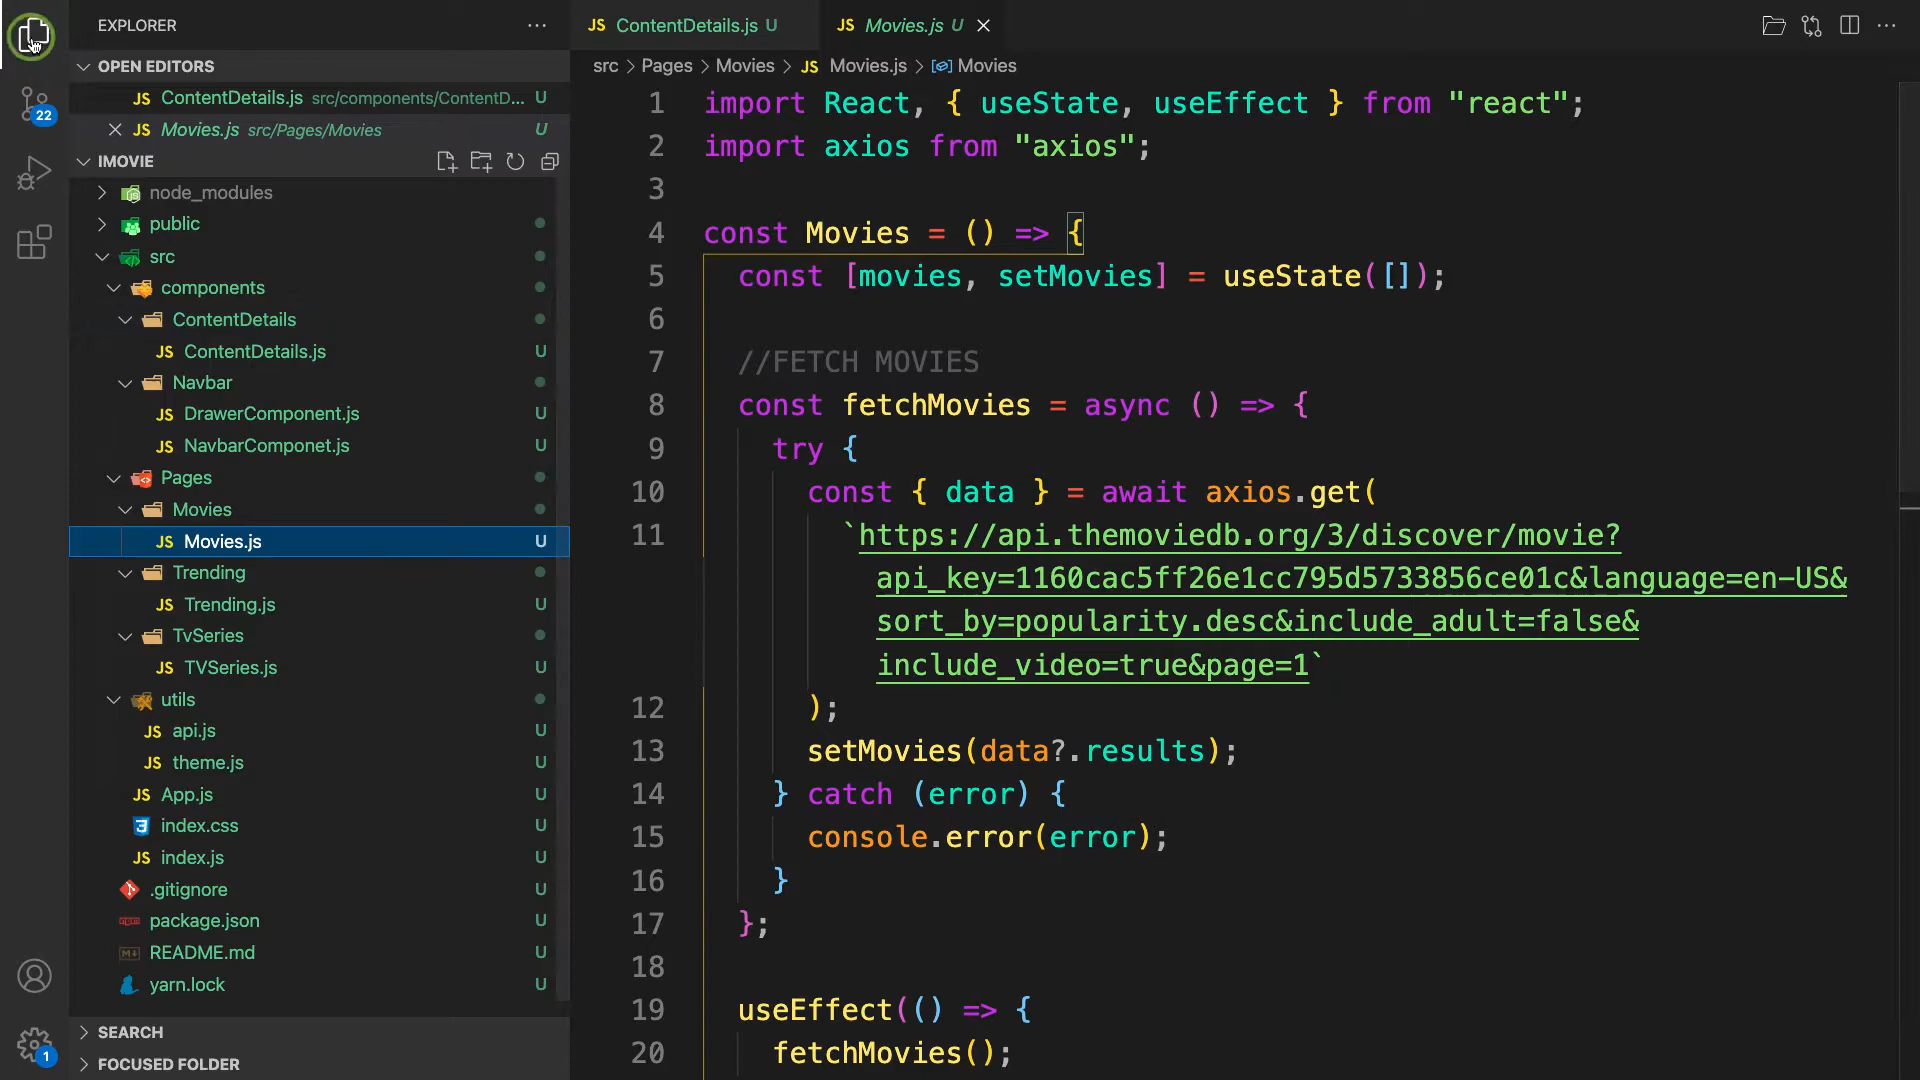 EXPLORER
OPEN EDITORS
JS ContentDetails.js src/components/ContentD... U
JS Movies.js src/Pages/Movies U
IMOVIE
node_modules
public
src
components
ContentDetails
JS ContentDetails.js U
Navbar
JS DrawerComponent.js U
JS NavbarComponet.js U
Pages
Movies
JS Movies.js U
Trending
JS Trending.js U
TvSeries
JS TVSeries.js U
utils
JS api.js U
JS theme.js U
JS App.js U
index.css U
JS index.js U
.gitignore U
package.json U
README.md U
yarn.lock U
SEARCH
FOCUSED FOLDER
22
1
JS ContentDetails.js U
JS Movies.js U
src > Pages > Movies > JS Movies.js > Movies
1 import React, { useState, useEffect } from "react";
2 import axios from "axios";
3
4 const Movies = () => {
5 const [movies, setMovies] = useState([]);
6
7 //FETCH MOVIES
8 const fetchMovies = async () => {
9 try {
10 const { data } = await axios.get(
11 `https://api.themoviedb.org/3/discover/movie?
api_key=1160cac5ff26e1cc795d5733856ce01c&language=en-US&
sort_by=popularity.desc&include_adult=false&
include_video=true&page=1`
12 );
13 setMovies(data?.results);
14 } catch (error) {
15 console.error(error);
16 }
17 };
18
19 useEffect(() => {
20 fetchMovies();